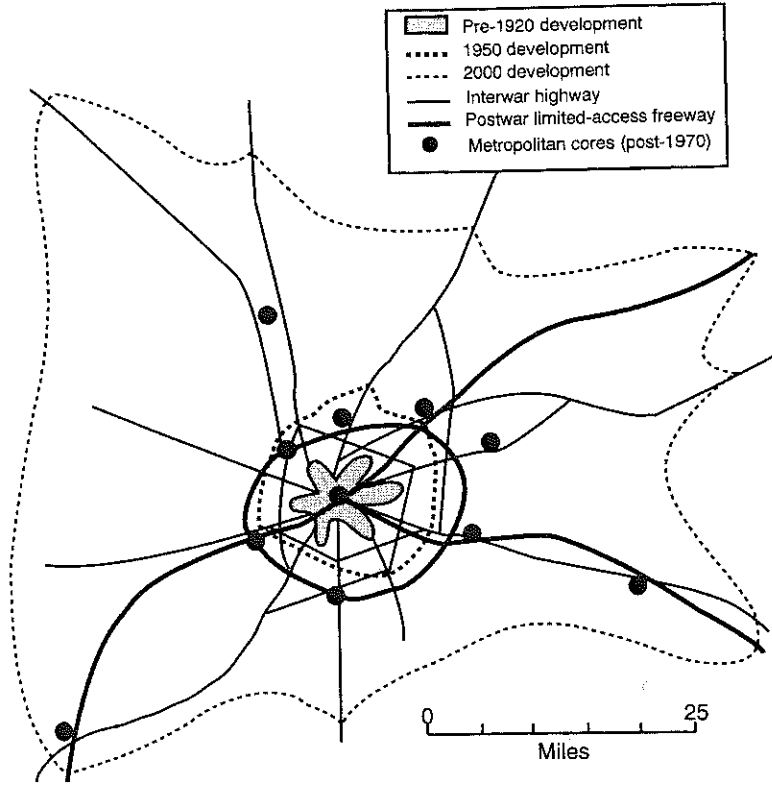 Pre-1920 development
1950 development
2000 development
Interwar highway
Postwar limited-access freeway
Metropolitan cores (post-1970)
0 25
Miles